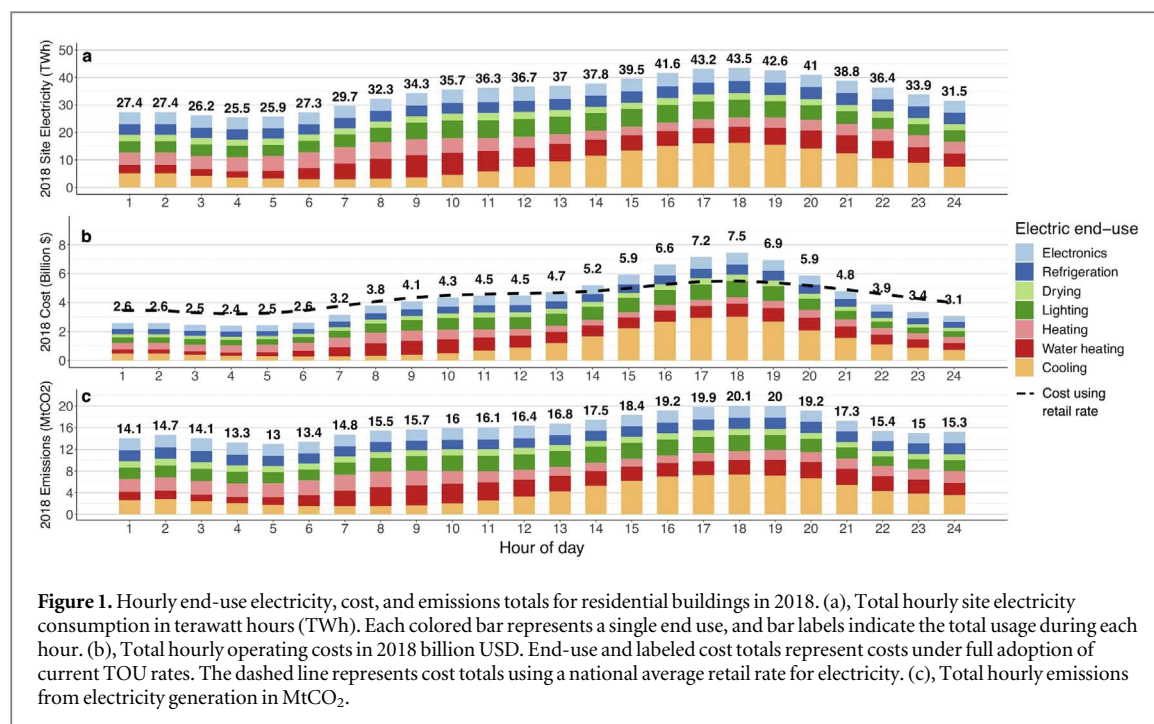 a
2018 Site Electricity (TWh)
50
40
30
20
10
0
27.4 27.4 26.2 25.5 25.9 27.3 29.7 32.3 34.3 35.7 36.3 36.7 37 37.8 39.5 41.6 43.2 43.5 42.6 41 38.8 36.4 33.9 31.5
1 2 3 4 5 6 7 8 9 10 11 12 13 14 15 16 17 18 19 20 21 22 23 24
b
2018 Cost (Billion $)
8
6
4
2
0
2.6 2.6 2.5 2.4 2.5 2.6 3.2 3.8 4.1 4.3 4.5 4.5 4.7 5.2 5.9 6.6 7.2 7.5 6.9 5.9 4.8 3.9 3.4 3.1
1 2 3 4 5 6 7 8 9 10 11 12 13 14 15 16 17 18 19 20 21 22 23 24
Electric end−use
Electronics
Refrigeration
Drying
Lighting
Heating
Water heating
Cooling
Cost using
retail rate
c
2018 Emissions (MtCO2)
20
16
12
8
4
0
14.1 14.7 14.1 13.3 13 13.4 14.8 15.5 15.7 16 16.1 16.4 16.8 17.5 18.4 19.2 19.9 20.1 20 19.2 17.3 15.4 15 15.3
1 2 3 4 5 6 7 8 9 10 11 12 13 14 15 16 17 18 19 20 21 22 23 24
Hour of day
Figure 1. Hourly end-use electricity, cost, and emissions totals for residential buildings in 2018. (a), Total hourly site electricity
consumption in terawatt hours (TWh). Each colored bar represents a single end use, and bar labels indicate the total usage during each
hour. (b), Total hourly operating costs in 2018 billion USD. End-use and labeled cost totals represent costs under full adoption of
current TOU rates. The dashed line represents cost totals using a national average retail rate for electricity. (c), Total hourly emissions
from electricity generation in MtCO₂.